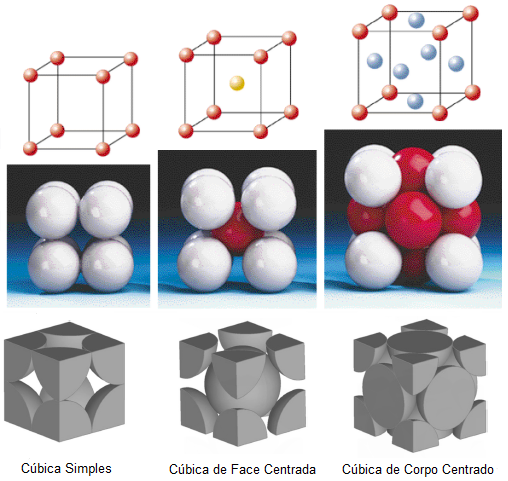 Cúbica Simples
Cúbica de Face Centrada
Cúbica de Corpo Centrado